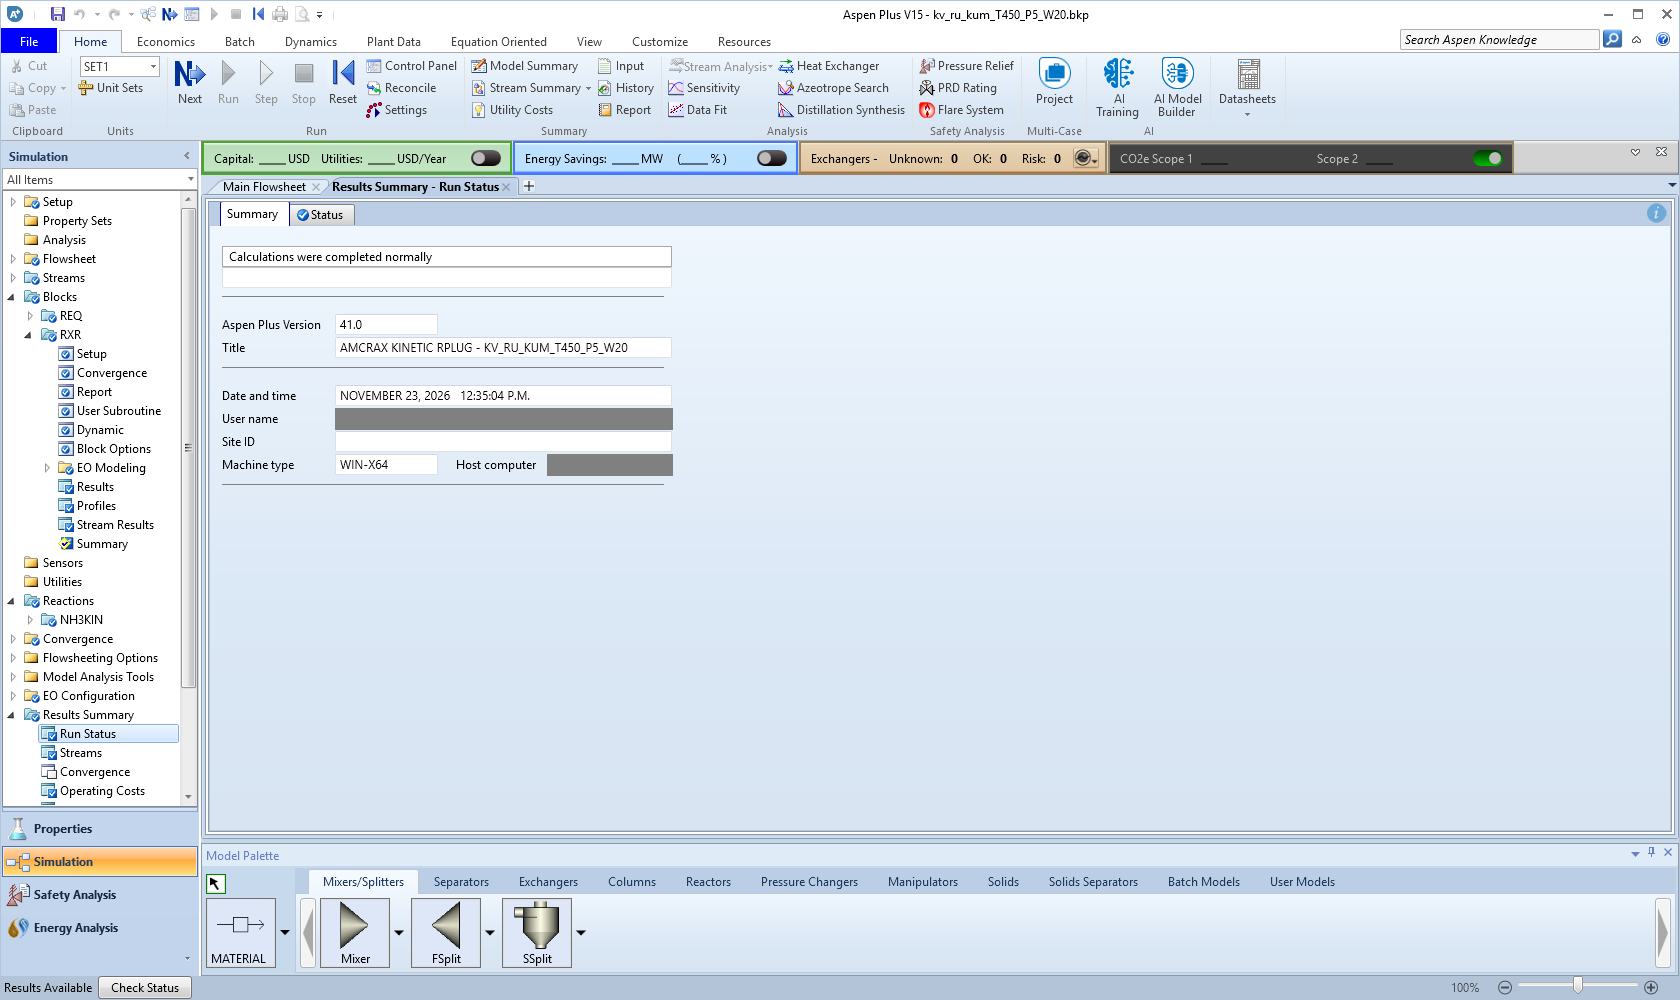 Aspen Plus V15 - kv_ru_kum_T450_P5_W20.bkp
File Home Economics Batch Dynamics Plant Data Equation Oriented View Customize Resources Search Aspen Knowledge
Cut
Copy
Paste
Clipboard
SET1
Unit Sets
Units
Next Run Step Stop Reset
Control Panel
Reconcile
Settings
Run
Model Summary Input
Stream Summary History
Utility Costs Report
Summary
Stream Analysis Heat Exchanger
Sensitivity Azeotrope Search
Data Fit Distillation Synthesis
Analysis
Pressure Relief
PRD Rating
Flare System
Safety Analysis
Project
Multi-Case
AI Training
AI Model Builder
AI
Datasheets
Capital: ____ USD Utilities: ____ USD/Year
Energy Savings: ____ MW (____ % )
Exchangers - Unknown: 0 OK: 0 Risk: 0
CO2e Scope 1 ____ Scope 2 ____
Simulation
All Items
Setup
Property Sets
Analysis
Flowsheet
Streams
Blocks
REQ
RXR
Setup
Convergence
Report
User Subroutine
Dynamic
Block Options
EO Modeling
Results
Profiles
Stream Results
Summary
Sensors
Utilities
Reactions
NH3KIN
Convergence
Flowsheeting Options
Model Analysis Tools
EO Configuration
Results Summary
Run Status
Streams
Convergence
Operating Costs
Properties
Simulation
Safety Analysis
Energy Analysis
Main Flowsheet Results Summary - Run Status
Summary Status
Calculations were completed normally
Aspen Plus Version 41.0
Title AMCRAX KINETIC RPLUG - KV_RU_KUM_T450_P5_W20
Date and time NOVEMBER 23, 2026 12:35:04 P.M.
User name
Site ID
Machine type WIN-X64 Host computer
Model Palette
Mixers/Splitters Separators Exchangers Columns Reactors Pressure Changers Manipulators Solids Solids Separators Batch Models User Models
MATERIAL Mixer FSplit SSplit
Results Available Check Status 100%